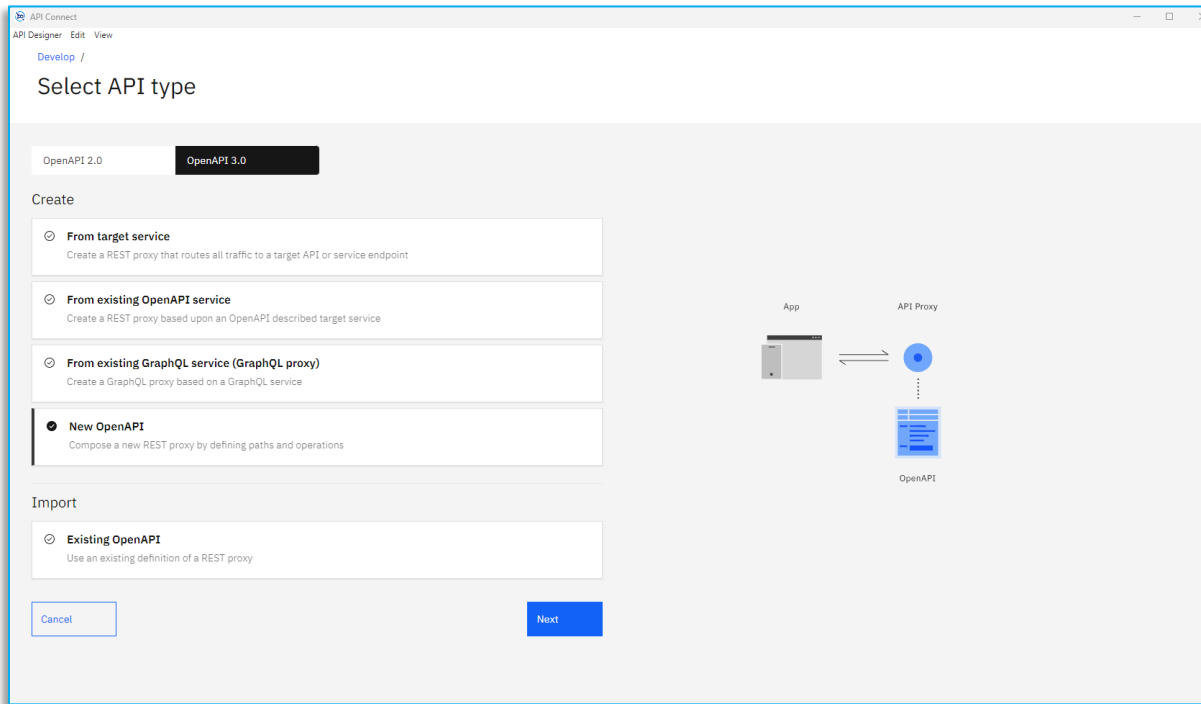 API Connect
API Designer Edit View
Develop /
Select API type
OpenAPI 2.0
OpenAPI 3.0
Create
From target service
Create a REST proxy that routes all traffic to a target API or service endpoint
From existing OpenAPI service
Create a REST proxy based upon an OpenAPI described target service
From existing GraphQL service (GraphQL proxy)
Create a GraphQL proxy based on a GraphQL service
New OpenAPI
Compose a new REST proxy by defining paths and operations
Import
Existing OpenAPI
Use an existing definition of a REST proxy
Cancel
Next
App
API Proxy
OpenAPI